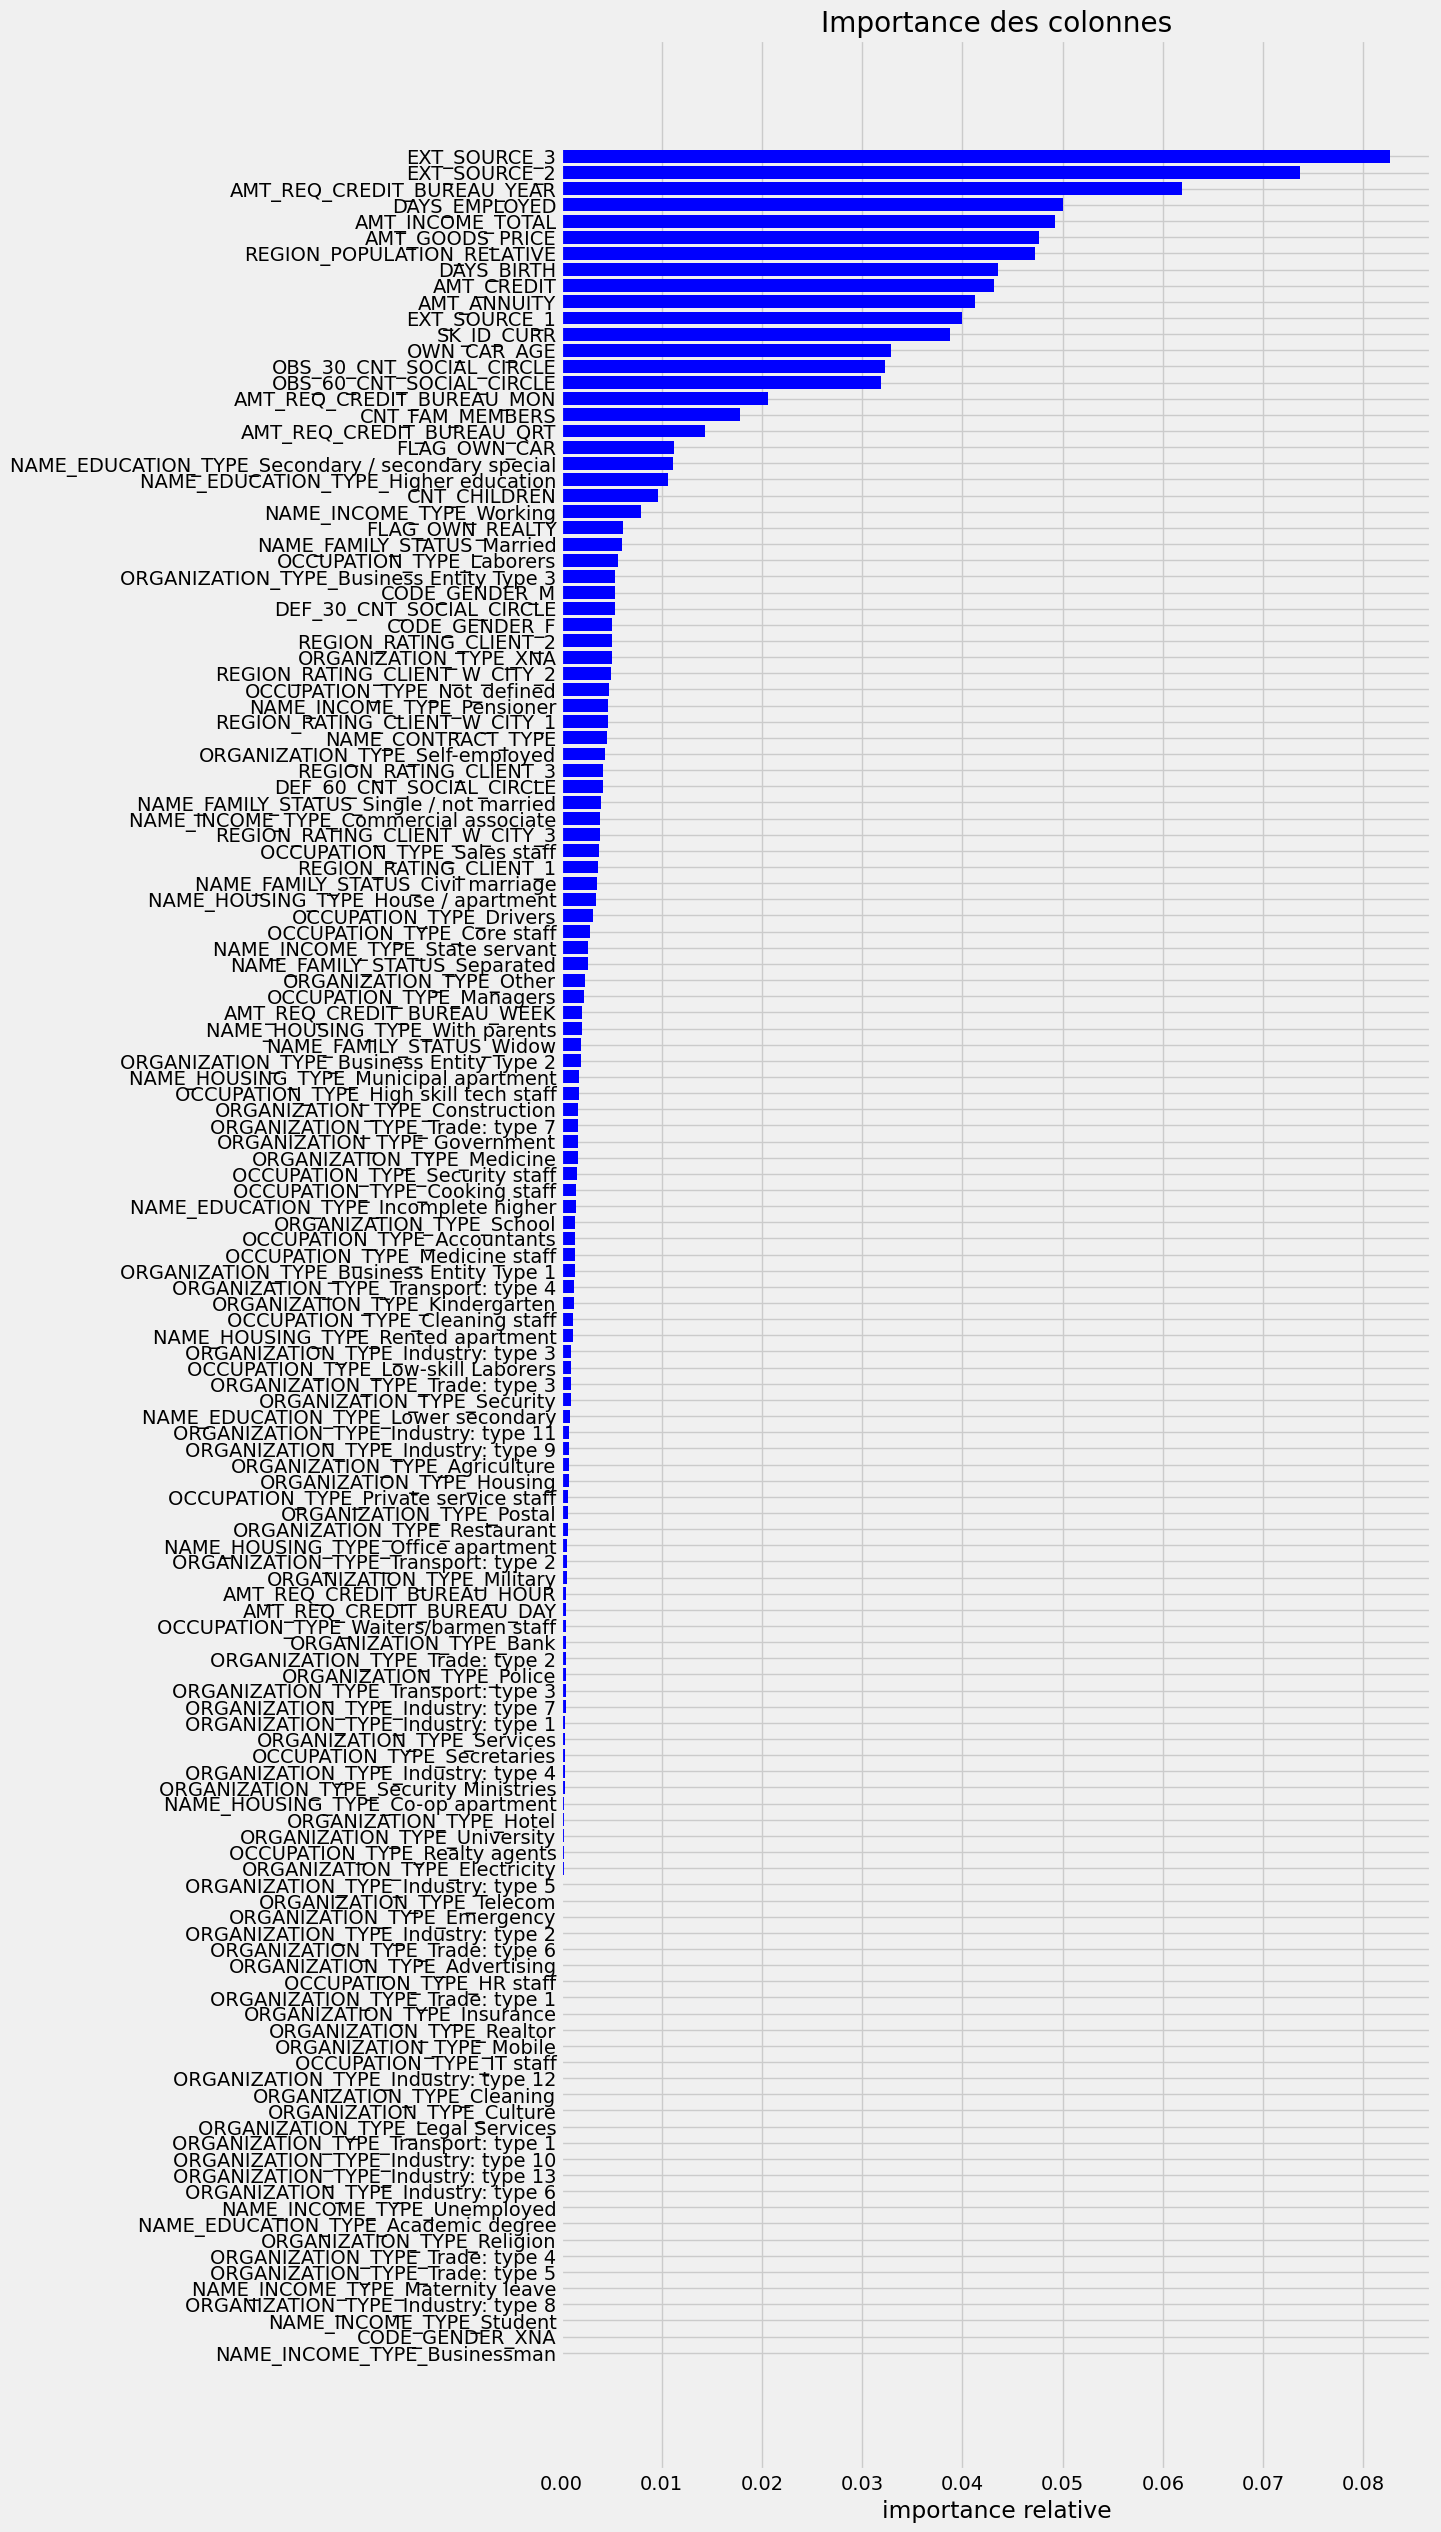 Importance des colonnes
EXT_SOURCE_3
EXT_SOURCE_2
AMT_REQ_CREDIT_BUREAU_YEAR
DAYS_EMPLOYED
AMT_INCOME_TOTAL
AMT_GOODS_PRICE
REGION_POPULATION_RELATIVE
DAYS_BIRTH
AMT_CREDIT
AMT_ANNUITY
EXT_SOURCE_1
SK_ID_CURR
OWN_CAR_AGE
OBS_30_CNT_SOCIAL_CIRCLE
OBS_60_CNT_SOCIAL_CIRCLE
AMT_REQ_CREDIT_BUREAU_MON
CNT_FAM_MEMBERS
AMT_REQ_CREDIT_BUREAU_QRT
FLAG_OWN_CAR
NAME_EDUCATION_TYPE_Secondary / secondary special
NAME_EDUCATION_TYPE_Higher education
CNT_CHILDREN
NAME_INCOME_TYPE_Working
FLAG_OWN_REALTY
NAME_FAMILY_STATUS_Married
OCCUPATION_TYPE_Laborers
ORGANIZATION_TYPE_Business Entity Type 3
CODE_GENDER_M
DEF_30_CNT_SOCIAL_CIRCLE
CODE_GENDER_F
REGION_RATING_CLIENT_2
ORGANIZATION_TYPE_XNA
REGION_RATING_CLIENT_W_CITY_2
OCCUPATION_TYPE_Not_defined
NAME_INCOME_TYPE_Pensioner
REGION_RATING_CLIENT_W_CITY_1
NAME_CONTRACT_TYPE
ORGANIZATION_TYPE_Self-employed
REGION_RATING_CLIENT_3
DEF_60_CNT_SOCIAL_CIRCLE
NAME_FAMILY_STATUS_Single / not married
NAME_INCOME_TYPE_Commercial associate
REGION_RATING_CLIENT_W_CITY_3
OCCUPATION_TYPE_Sales staff
REGION_RATING_CLIENT_1
NAME_FAMILY_STATUS_Civil marriage
NAME_HOUSING_TYPE_House / apartment
OCCUPATION_TYPE_Drivers
OCCUPATION_TYPE_Core staff
NAME_INCOME_TYPE_State servant
NAME_FAMILY_STATUS_Separated
ORGANIZATION_TYPE_Other
OCCUPATION_TYPE_Managers
AMT_REQ_CREDIT_BUREAU_WEEK
NAME_HOUSING_TYPE_With parents
NAME_FAMILY_STATUS_Widow
ORGANIZATION_TYPE_Business Entity Type 2
NAME_HOUSING_TYPE_Municipal apartment
OCCUPATION_TYPE_High skill tech staff
ORGANIZATION_TYPE_Construction
ORGANIZATION_TYPE_Trade: type 7
ORGANIZATION_TYPE_Government
ORGANIZATION_TYPE_Medicine
OCCUPATION_TYPE_Security staff
OCCUPATION_TYPE_Cooking staff
NAME_EDUCATION_TYPE_Incomplete higher
ORGANIZATION_TYPE_School
OCCUPATION_TYPE_Accountants
OCCUPATION_TYPE_Medicine staff
ORGANIZATION_TYPE_Business Entity Type 1
ORGANIZATION_TYPE_Transport: type 4
ORGANIZATION_TYPE_Kindergarten
OCCUPATION_TYPE_Cleaning staff
NAME_HOUSING_TYPE_Rented apartment
ORGANIZATION_TYPE_Industry: type 3
OCCUPATION_TYPE_Low-skill Laborers
ORGANIZATION_TYPE_Trade: type 3
ORGANIZATION_TYPE_Security
NAME_EDUCATION_TYPE_Lower secondary
ORGANIZATION_TYPE_Industry: type 11
ORGANIZATION_TYPE_Industry: type 9
ORGANIZATION_TYPE_Agriculture
ORGANIZATION_TYPE_Housing
OCCUPATION_TYPE_Private service staff
ORGANIZATION_TYPE_Postal
ORGANIZATION_TYPE_Restaurant
NAME_HOUSING_TYPE_Office apartment
ORGANIZATION_TYPE_Transport: type 2
ORGANIZATION_TYPE_Military
AMT_REQ_CREDIT_BUREAU_HOUR
AMT_REQ_CREDIT_BUREAU_DAY
OCCUPATION_TYPE_Waiters/barmen staff
ORGANIZATION_TYPE_Bank
ORGANIZATION_TYPE_Trade: type 2
ORGANIZATION_TYPE_Police
ORGANIZATION_TYPE_Transport: type 3
ORGANIZATION_TYPE_Industry: type 7
ORGANIZATION_TYPE_Industry: type 1
ORGANIZATION_TYPE_Services
OCCUPATION_TYPE_Secretaries
ORGANIZATION_TYPE_Industry: type 4
ORGANIZATION_TYPE_Security Ministries
NAME_HOUSING_TYPE_Co-op apartment
ORGANIZATION_TYPE_Hotel
ORGANIZATION_TYPE_University
OCCUPATION_TYPE_Realty agents
ORGANIZATION_TYPE_Electricity
ORGANIZATION_TYPE_Industry: type 5
ORGANIZATION_TYPE_Telecom
ORGANIZATION_TYPE_Emergency
ORGANIZATION_TYPE_Industry: type 2
ORGANIZATION_TYPE_Trade: type 6
ORGANIZATION_TYPE_Advertising
OCCUPATION_TYPE_HR staff
ORGANIZATION_TYPE_Trade: type 1
ORGANIZATION_TYPE_Insurance
ORGANIZATION_TYPE_Realtor
ORGANIZATION_TYPE_Mobile
OCCUPATION_TYPE_IT staff
ORGANIZATION_TYPE_Industry: type 12
ORGANIZATION_TYPE_Cleaning
ORGANIZATION_TYPE_Culture
ORGANIZATION_TYPE_Legal Services
ORGANIZATION_TYPE_Transport: type 1
ORGANIZATION_TYPE_Industry: type 10
ORGANIZATION_TYPE_Industry: type 13
ORGANIZATION_TYPE_Industry: type 6
NAME_INCOME_TYPE_Unemployed
NAME_EDUCATION_TYPE_Academic degree
ORGANIZATION_TYPE_Religion
ORGANIZATION_TYPE_Trade: type 4
ORGANIZATION_TYPE_Trade: type 5
NAME_INCOME_TYPE_Maternity leave
ORGANIZATION_TYPE_Industry: type 8
NAME_INCOME_TYPE_Student
CODE_GENDER_XNA
NAME_INCOME_TYPE_Businessman
0.00 0.01 0.02 0.03 0.04 0.05 0.06 0.07 0.08
importance relative